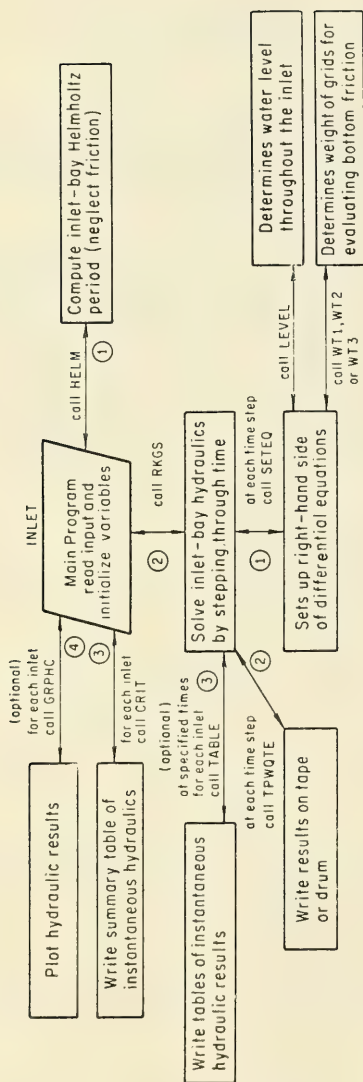 INLET
Main Program
read input and
initialize variables
call HELM
①
Compute inlet-bay Helmholtz
period (neglect friction)
(optional)
for each inlet
call GRPHC
④
Plot hydraulic results
③
for each inlet
call CRIT
Write summary table of
instantaneous hydraulics
②
call RKGS
Solve inlet-bay hydraulics
by stepping through time
①
at each time step
call SETEQ
Sets up right-hand side
of differential equations
call LEVEL
Determines water level
throughout the inlet
call WT1, WT2
or WT3
Determines weight of grids for
evaluating bottom friction
②
at each time step
call TPWQTE
Write results on tape
or drum
(optional)
at specified times
for each inlet
call TABLE
③
Write tables of instantaneous
hydraulic results